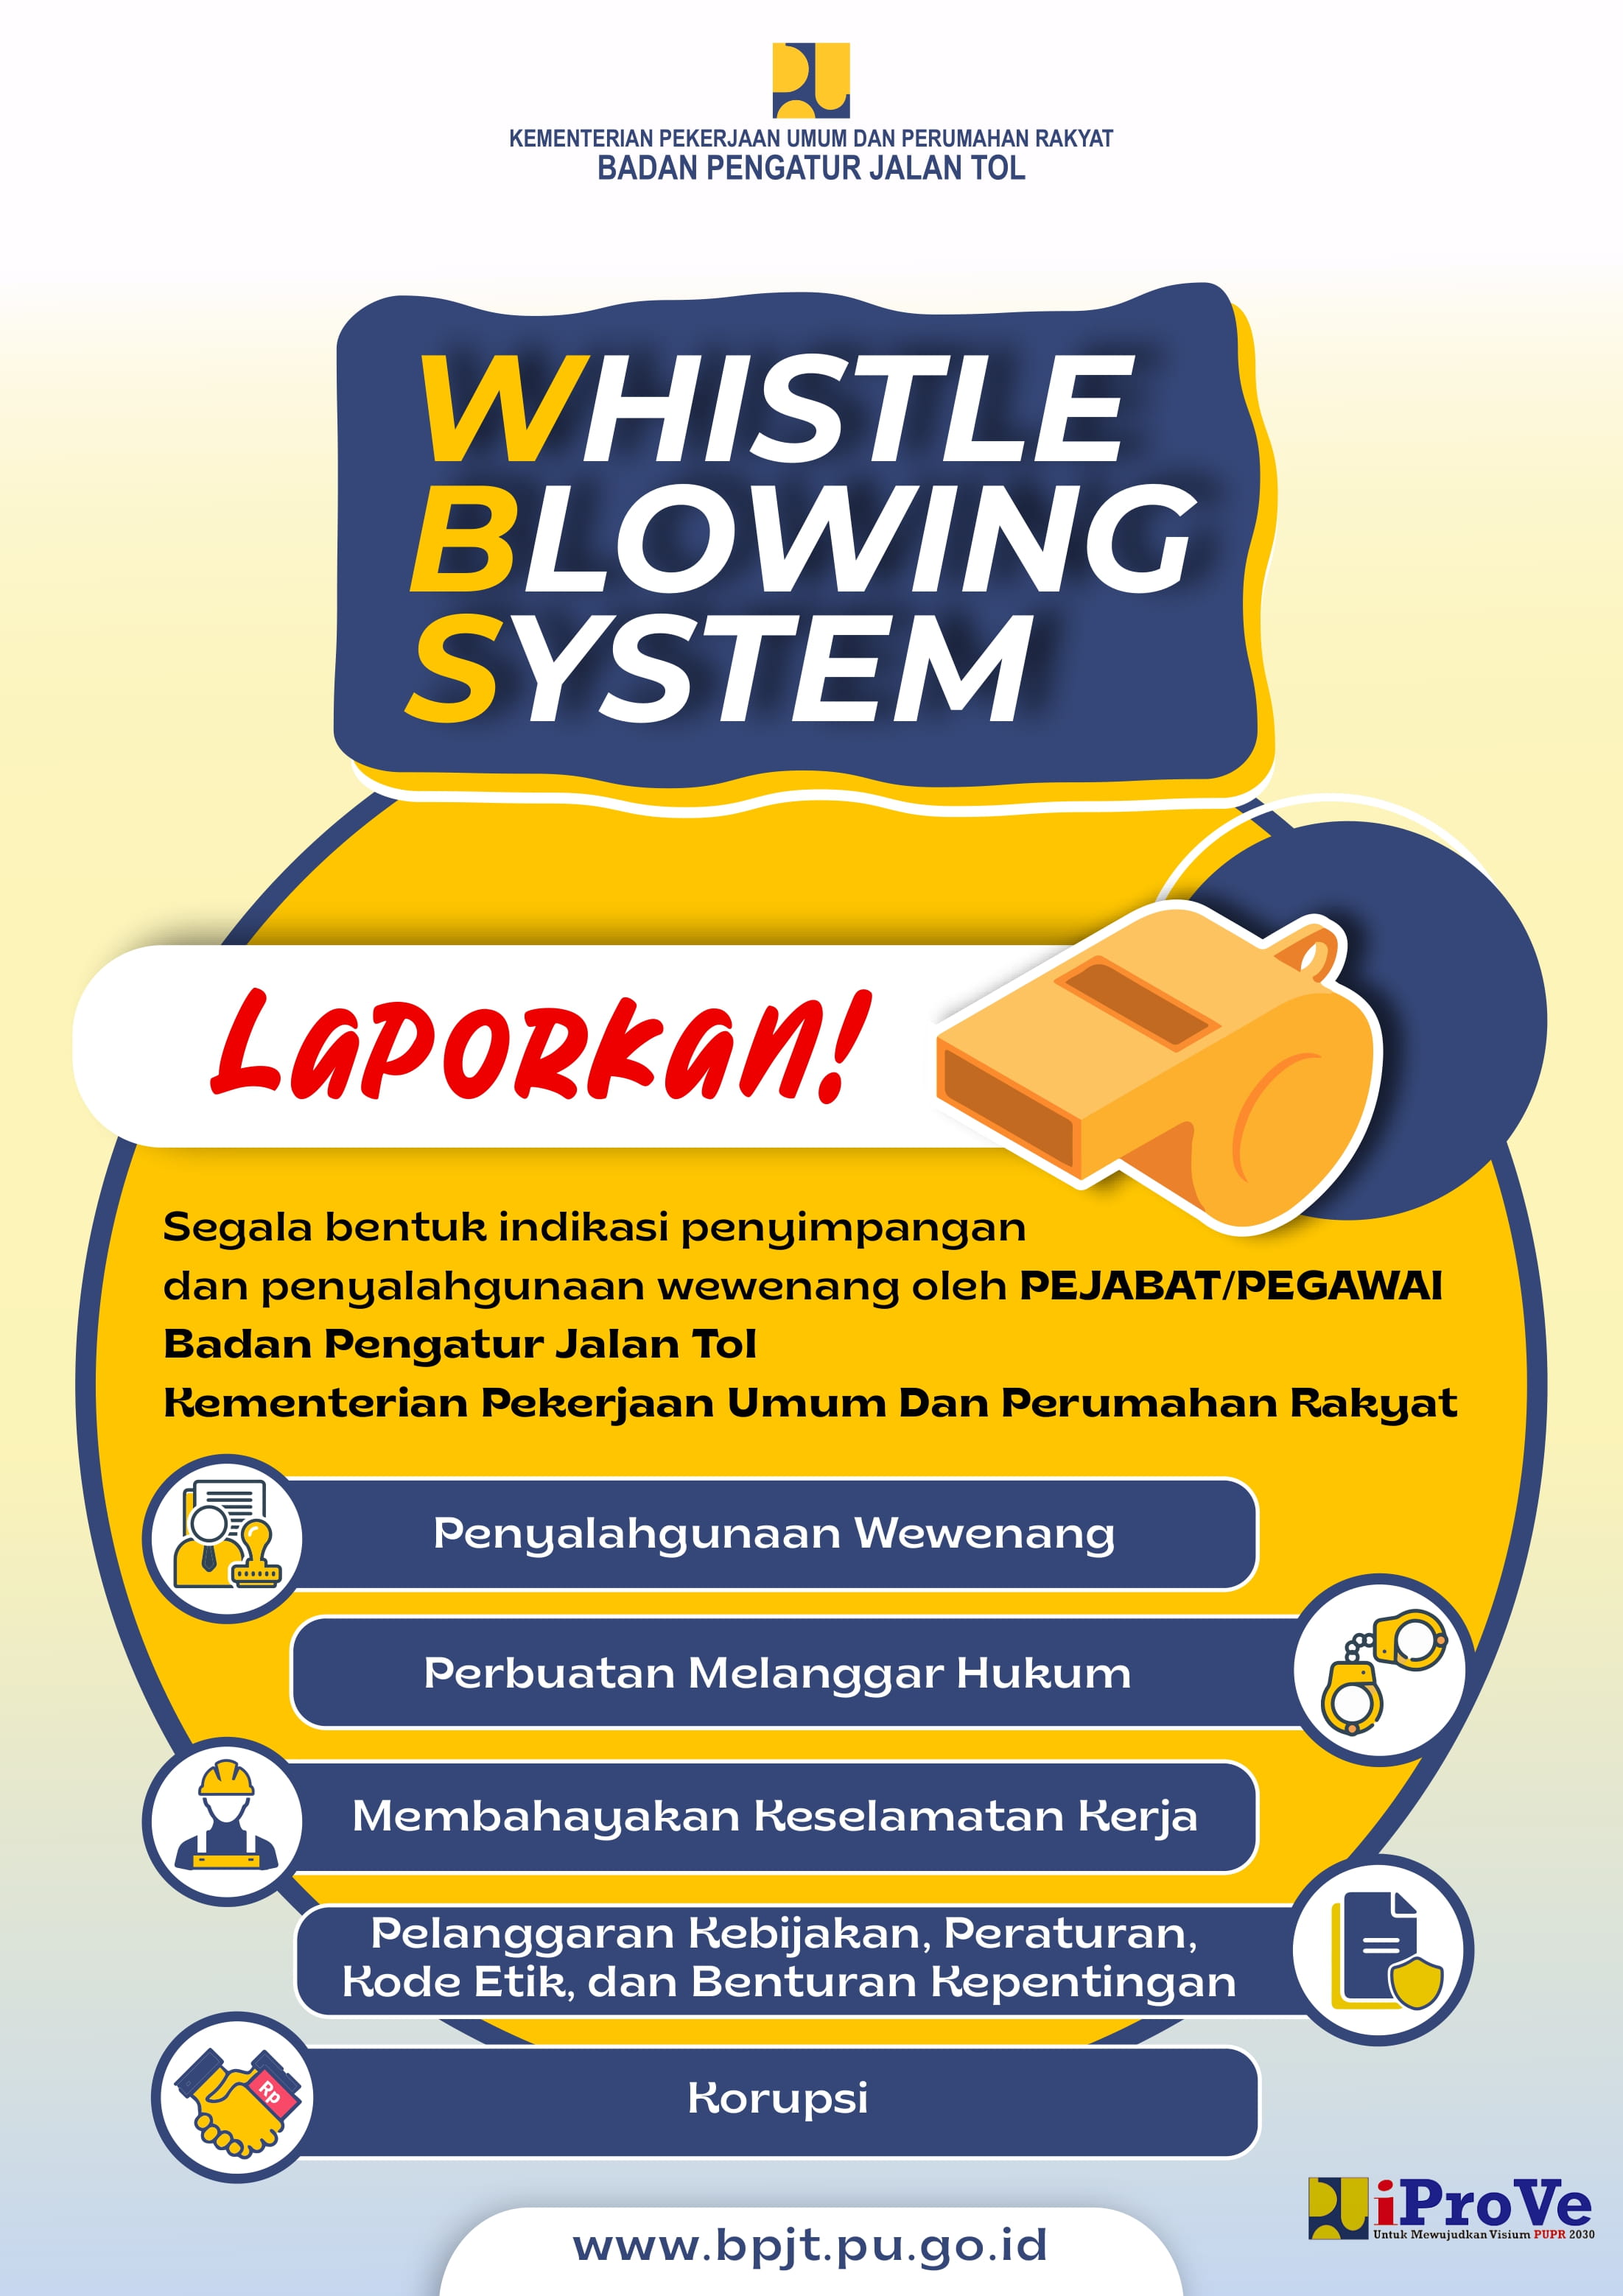 KEMENTERIAN PEKERJAAN UMUM DAN PERUMAHAN RAKYAT
BADAN PENGATUR JALAN TOL
WHISTLE
BLOWING
SYSTEM
LaPORKaN!
Segala bentuk indikasi penyimpangan
dan penyalahgunaan wewenang oleh PEJABAT/PEGAWAI
Badan Pengatur Jalan Tol
Kementerian Pekerjaan Umum Dan Perumahan Rakyat
Penyalahgunaan Wewenang
Perbuatan Melanggar Hukum
Membahayakan Keselamatan Kerja
Pelanggaran Kebijakan, Peraturan,
Kode Etik, dan Benturan Kepentingan
Rp
Korupsi
iProVe
Untuk Mewujudkan Visium PUPR 2030
www.bpjt.pu.go.id